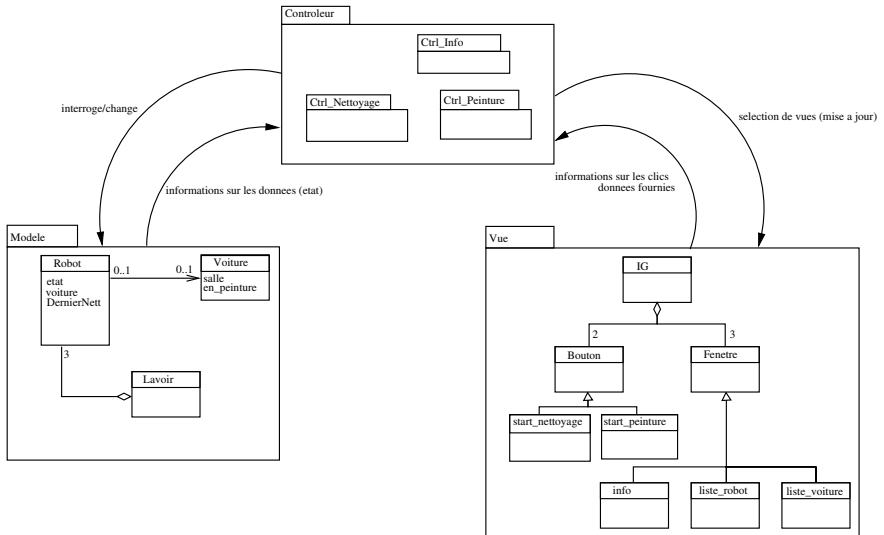 Controleur
Ctrl_Info
Ctrl_Nettoyage
Ctrl_Peinture
interroge/change
selection de vues (mise a jour)
informations sur les donnees (etat)
informations sur les clics
donnees fournies
Modele
Robot
etat
voiture
DernierNett
0..1
0..1
Voiture
salle
en_peinture
3
Lavoir
Vue
IG
2
3
Bouton
Fenetre
start_nettoyage
start_peinture
info
liste_robot
liste_voiture